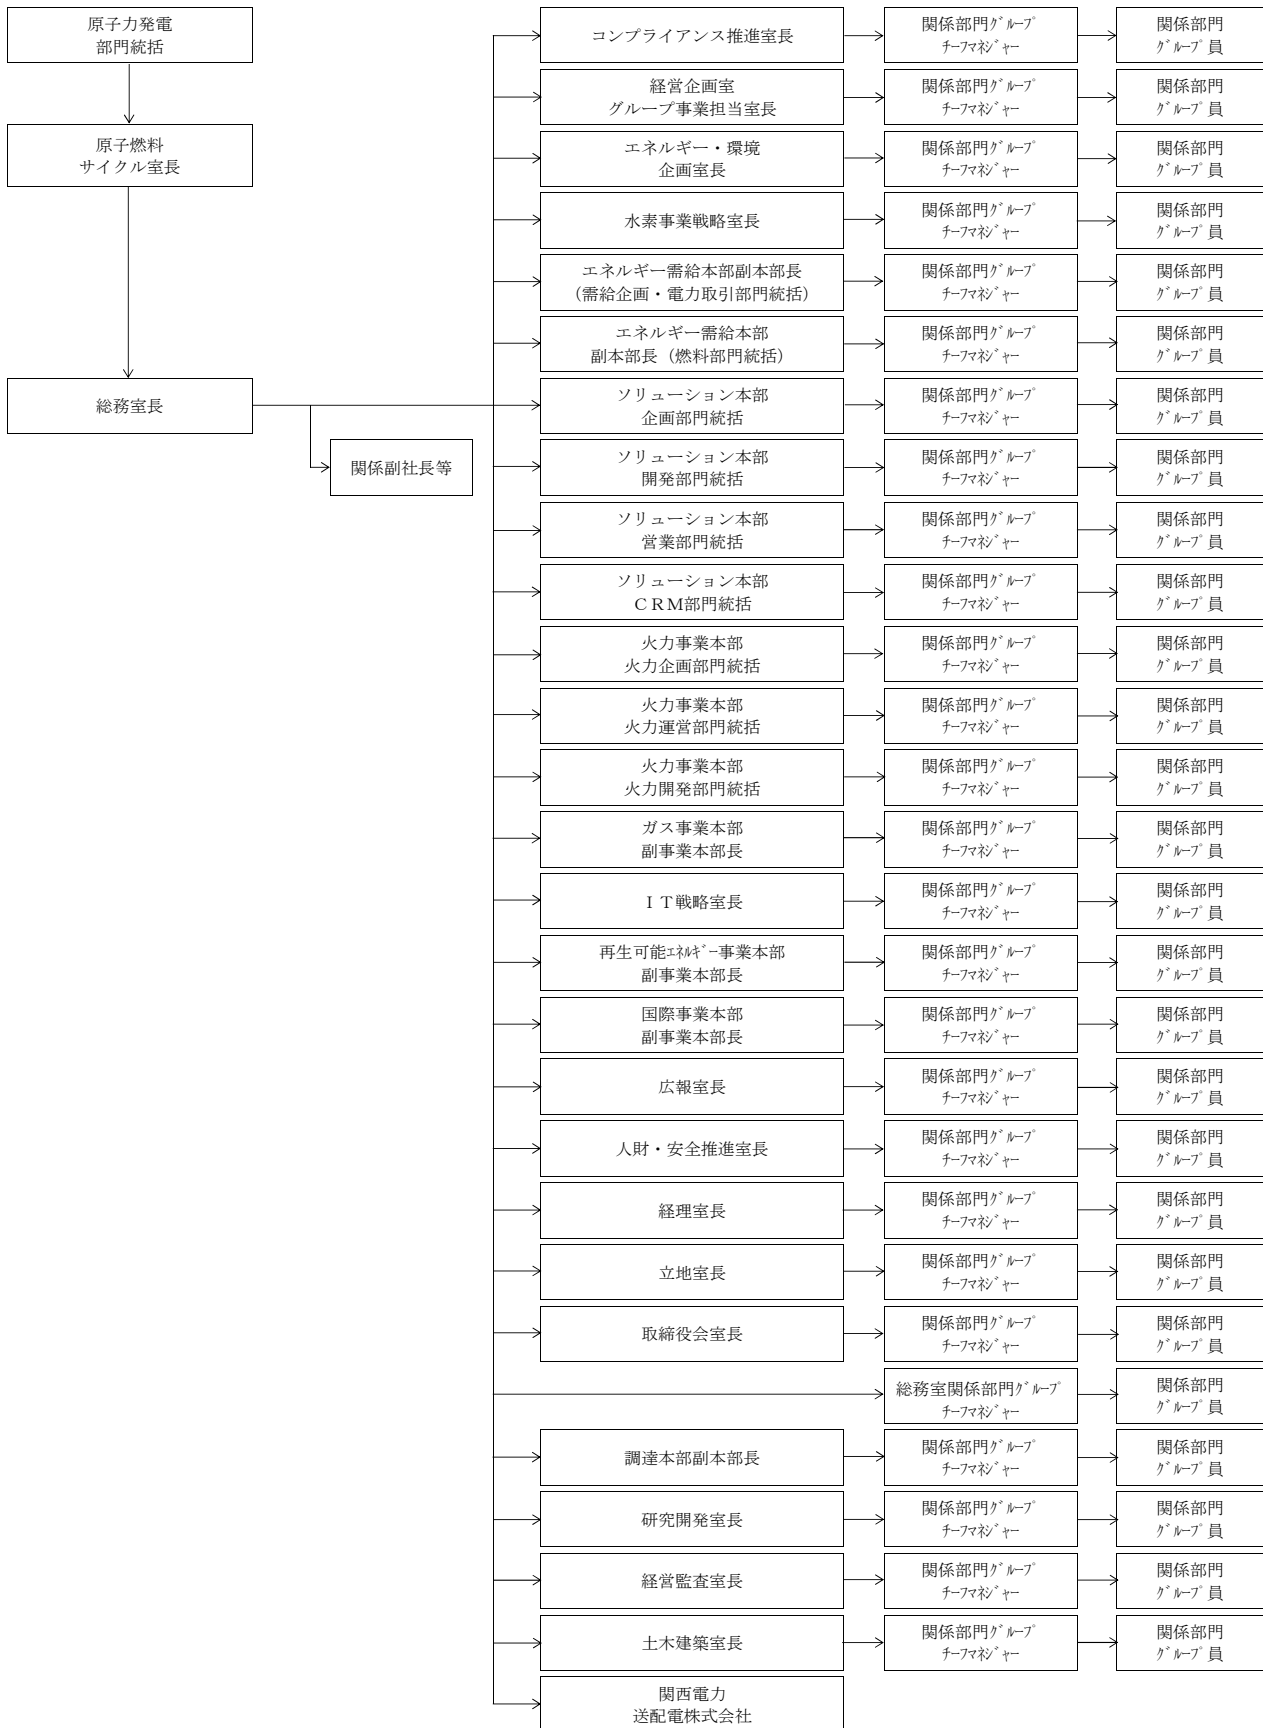 原子力発電
部門統括
原子燃料
サイクル室長
総務室長
関係副社長等
コンプライアンス推進室長
関係部門ｸﾞﾙｰﾌﾟ
ﾁｰﾌﾏﾈｼﾞｬｰ
関係部門
ｸﾞﾙｰﾌﾟ員
経営企画室
グループ事業担当室長
関係部門ｸﾞﾙｰﾌﾟ
ﾁｰﾌﾏﾈｼﾞｬｰ
関係部門
ｸﾞﾙｰﾌﾟ員
エネルギー・環境
企画室長
関係部門ｸﾞﾙｰﾌﾟ
ﾁｰﾌﾏﾈｼﾞｬｰ
関係部門
ｸﾞﾙｰﾌﾟ員
水素事業戦略室長
関係部門ｸﾞﾙｰﾌﾟ
ﾁｰﾌﾏﾈｼﾞｬｰ
関係部門
ｸﾞﾙｰﾌﾟ員
エネルギー需給本部副本部長
（需給企画・電力取引部門統括）
関係部門ｸﾞﾙｰﾌﾟ
ﾁｰﾌﾏﾈｼﾞｬｰ
関係部門
ｸﾞﾙｰﾌﾟ員
エネルギー需給本部
副本部長（燃料部門統括）
関係部門ｸﾞﾙｰﾌﾟ
ﾁｰﾌﾏﾈｼﾞｬｰ
関係部門
ｸﾞﾙｰﾌﾟ員
ソリューション本部
企画部門統括
関係部門ｸﾞﾙｰﾌﾟ
ﾁｰﾌﾏﾈｼﾞｬｰ
関係部門
ｸﾞﾙｰﾌﾟ員
ソリューション本部
開発部門統括
関係部門ｸﾞﾙｰﾌﾟ
ﾁｰﾌﾏﾈｼﾞｬｰ
関係部門
ｸﾞﾙｰﾌﾟ員
ソリューション本部
営業部門統括
関係部門ｸﾞﾙｰﾌﾟ
ﾁｰﾌﾏﾈｼﾞｬｰ
関係部門
ｸﾞﾙｰﾌﾟ員
ソリューション本部
ＣＲＭ部門統括
関係部門ｸﾞﾙｰﾌﾟ
ﾁｰﾌﾏﾈｼﾞｬｰ
関係部門
ｸﾞﾙｰﾌﾟ員
火力事業本部
火力企画部門統括
関係部門ｸﾞﾙｰﾌﾟ
ﾁｰﾌﾏﾈｼﾞｬｰ
関係部門
ｸﾞﾙｰﾌﾟ員
火力事業本部
火力運営部門統括
関係部門ｸﾞﾙｰﾌﾟ
ﾁｰﾌﾏﾈｼﾞｬｰ
関係部門
ｸﾞﾙｰﾌﾟ員
火力事業本部
火力開発部門統括
関係部門ｸﾞﾙｰﾌﾟ
ﾁｰﾌﾏﾈｼﾞｬｰ
関係部門
ｸﾞﾙｰﾌﾟ員
ガス事業本部
副事業本部長
関係部門ｸﾞﾙｰﾌﾟ
ﾁｰﾌﾏﾈｼﾞｬｰ
関係部門
ｸﾞﾙｰﾌﾟ員
ＩＴ戦略室長
関係部門ｸﾞﾙｰﾌﾟ
ﾁｰﾌﾏﾈｼﾞｬｰ
関係部門
ｸﾞﾙｰﾌﾟ員
再生可能ｴﾈﾙｷﾞｰ事業本部
副事業本部長
関係部門ｸﾞﾙｰﾌﾟ
ﾁｰﾌﾏﾈｼﾞｬｰ
関係部門
ｸﾞﾙｰﾌﾟ員
国際事業本部
副事業本部長
関係部門ｸﾞﾙｰﾌﾟ
ﾁｰﾌﾏﾈｼﾞｬｰ
関係部門
ｸﾞﾙｰﾌﾟ員
広報室長
関係部門ｸﾞﾙｰﾌﾟ
ﾁｰﾌﾏﾈｼﾞｬｰ
関係部門
ｸﾞﾙｰﾌﾟ員
人財・安全推進室長
関係部門ｸﾞﾙｰﾌﾟ
ﾁｰﾌﾏﾈｼﾞｬｰ
関係部門
ｸﾞﾙｰﾌﾟ員
経理室長
関係部門ｸﾞﾙｰﾌﾟ
ﾁｰﾌﾏﾈｼﾞｬｰ
関係部門
ｸﾞﾙｰﾌﾟ員
立地室長
関係部門ｸﾞﾙｰﾌﾟ
ﾁｰﾌﾏﾈｼﾞｬｰ
関係部門
ｸﾞﾙｰﾌﾟ員
取締役会室長
関係部門ｸﾞﾙｰﾌﾟ
ﾁｰﾌﾏﾈｼﾞｬｰ
関係部門
ｸﾞﾙｰﾌﾟ員
総務室関係部門ｸﾞﾙｰﾌﾟ
ﾁｰﾌﾏﾈｼﾞｬｰ
関係部門
ｸﾞﾙｰﾌﾟ員
調達本部副本部長
関係部門ｸﾞﾙｰﾌﾟ
ﾁｰﾌﾏﾈｼﾞｬｰ
関係部門
ｸﾞﾙｰﾌﾟ員
研究開発室長
関係部門ｸﾞﾙｰﾌﾟ
ﾁｰﾌﾏﾈｼﾞｬｰ
関係部門
ｸﾞﾙｰﾌﾟ員
経営監査室長
関係部門ｸﾞﾙｰﾌﾟ
ﾁｰﾌﾏﾈｼﾞｬｰ
関係部門
ｸﾞﾙｰﾌﾟ員
土木建築室長
関係部門ｸﾞﾙｰﾌﾟ
ﾁｰﾌﾏﾈｼﾞｬｰ
関係部門
ｸﾞﾙｰﾌﾟ員
関西電力
送配電株式会社